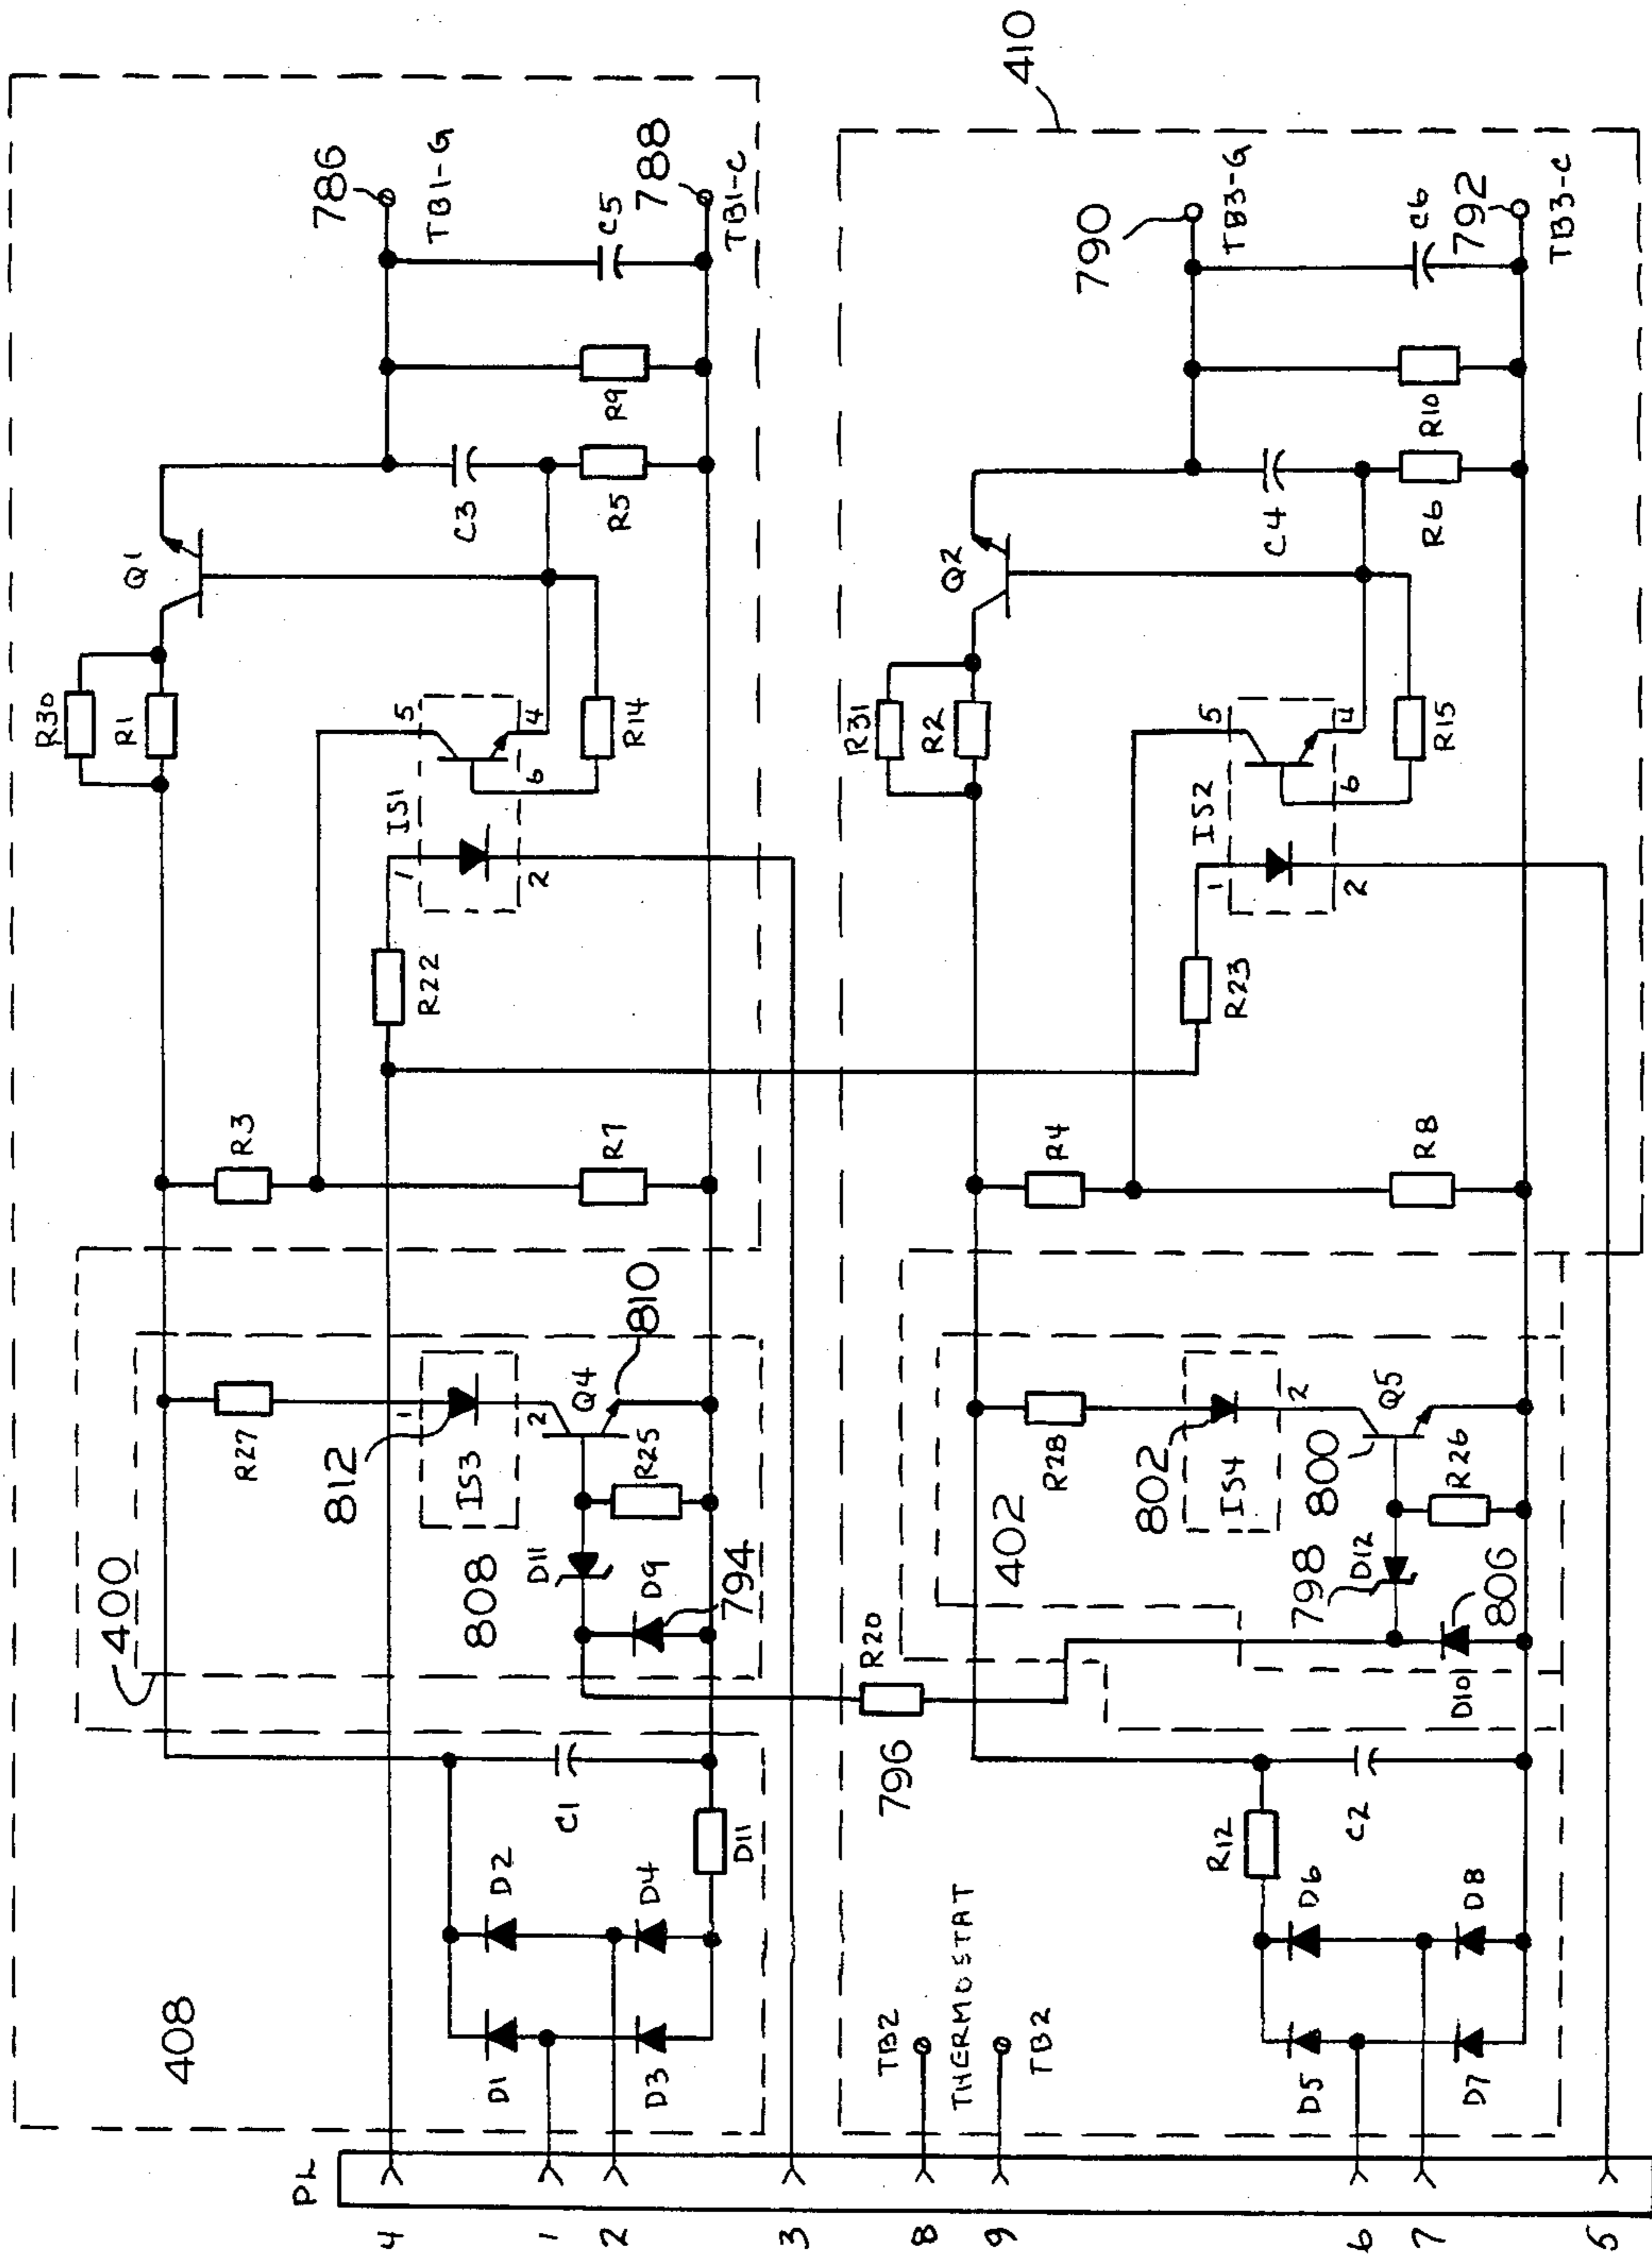 410
786
TB1-G
788
TB1-C
C5
R9
R5
C3
Q1
R30
R1
5
4
6
R14
IS1
1
2
R22
R3
R7
790
TB3-G
792
TB3-C
C6
R10
R6
C4
Q2
R31
R2
5
4
6
R15
IS2
1
2
R23
R4
R8
400
R27
812
1
IS3
2
Q4
810
R25
808
D11
D9
794
R20
796
402
R28
802
IS4
2
800
Q5
R26
798
D12
806
D10
408
C1
D2
D4
D11
D1
D3
TB2
THERMOSTAT
TB2
R12
C2
D6
D8
D5
D7
4
1
2
3
8
9
6
7
5